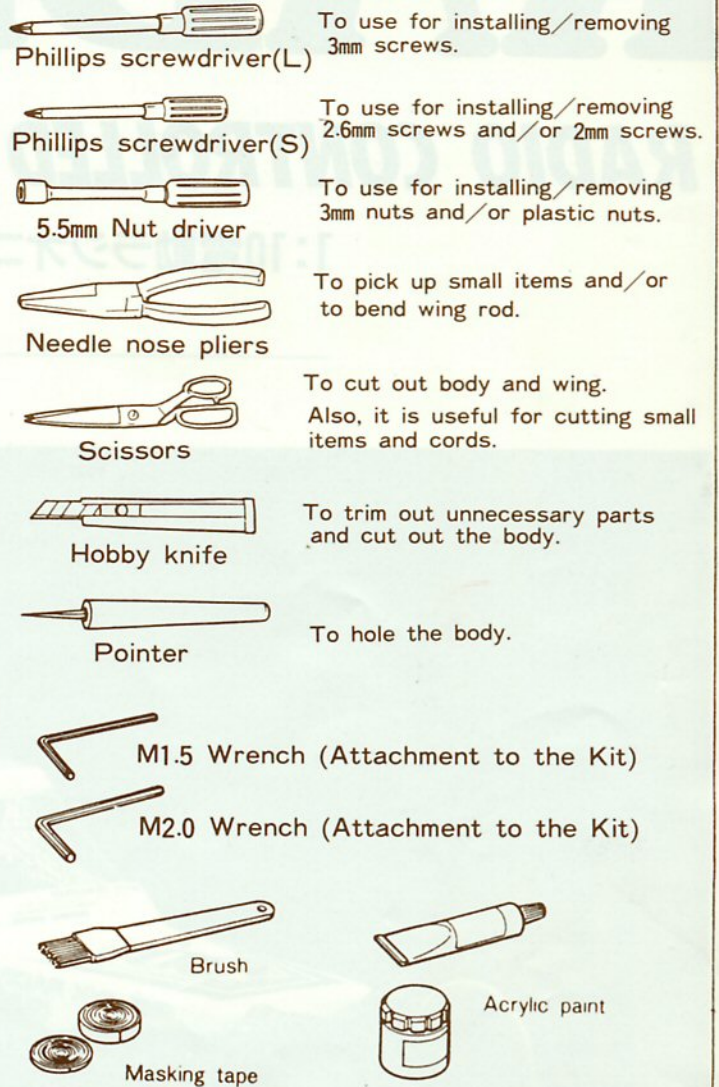 To use for installing/removing
3mm screws.
Phillips screwdriver(L)
To use for installing/removing
2.6mm screws and/or 2mm screws.
Phillips screwdriver(S)
To use for installing/removing
3mm nuts and/or plastic nuts.
5.5mm Nut driver
To pick up small items and/or
to bend wing rod.
Needle nose pliers
To cut out body and wing.
Also, it is useful for cutting small
items and cords.
Scissors
To trim out unnecessary parts
and cut out the body.
Hobby knife
To hole the body.
Pointer
M1.5 Wrench (Attachment to the Kit)
M2.0 Wrench (Attachment to the Kit)
Brush
Acrylic paint
Masking tape
RADIO CONTROLLED